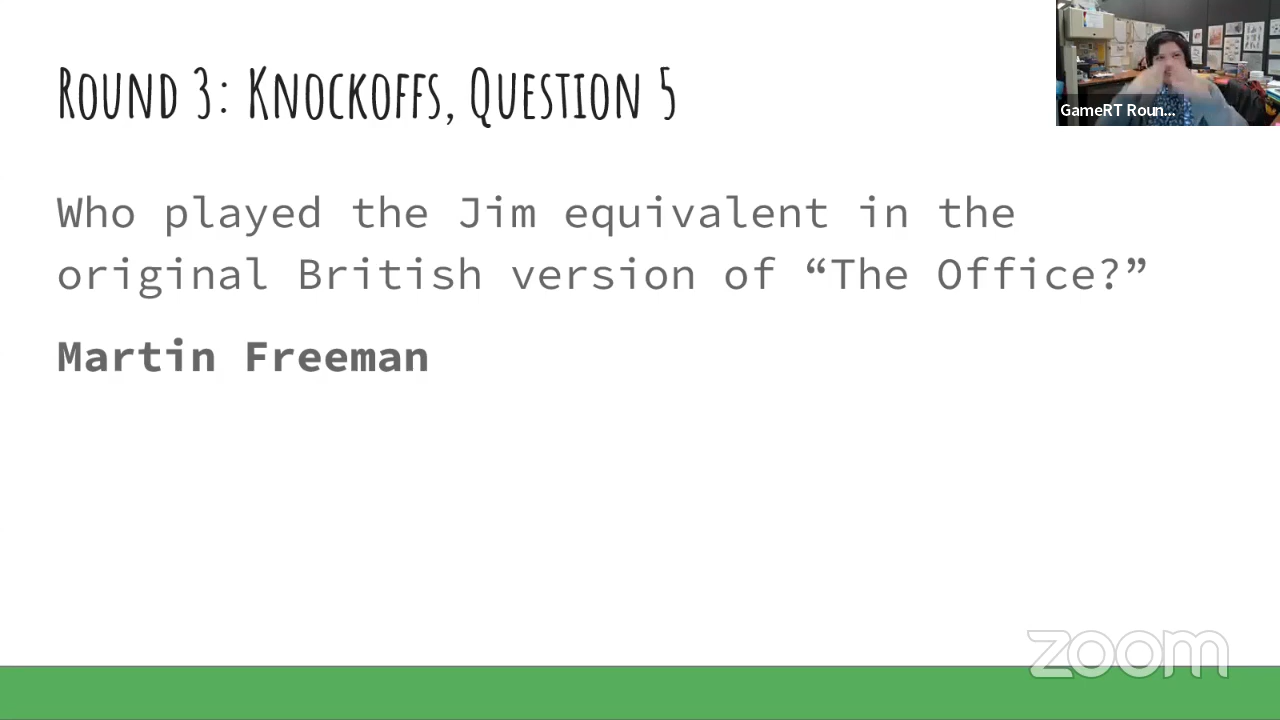 Round 3: Knockoffs, Question 5
GameRT Roun...
Who played the Jim equivalent in the
original British version of “The Office?”
Martin Freeman
zoom